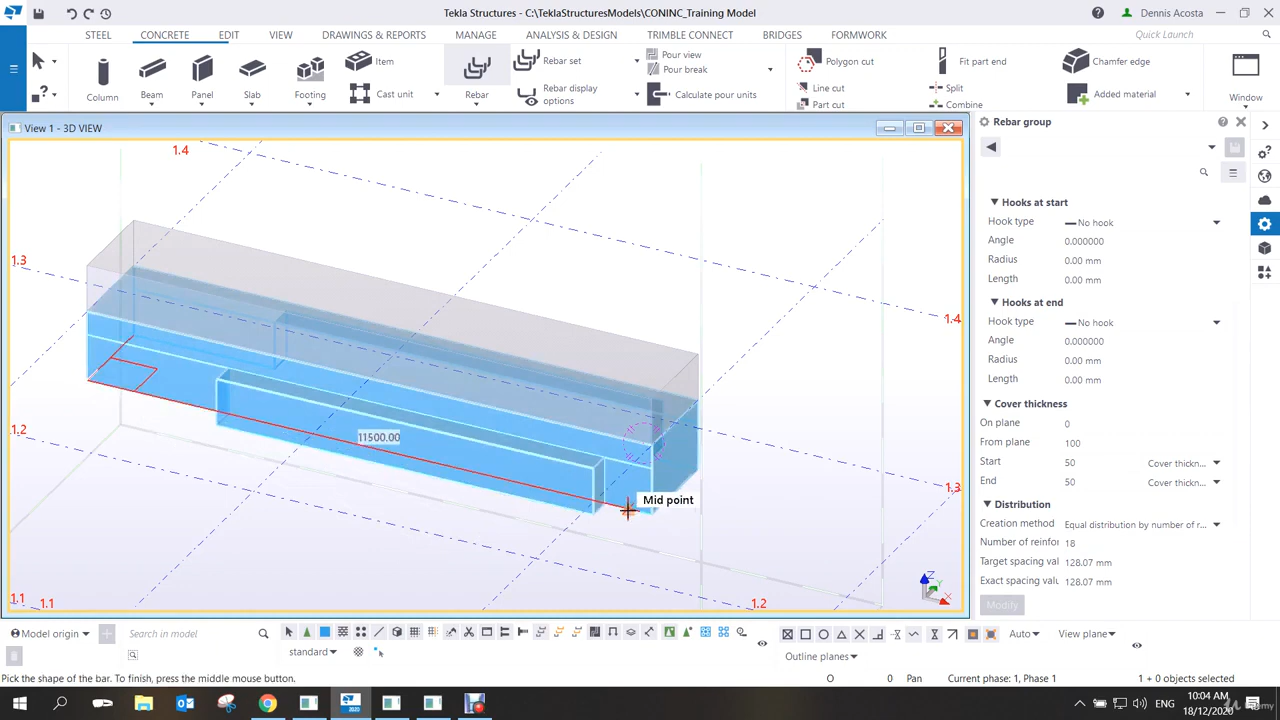 Tekla Structures - C:\TeklaStructuresModels\CONINC_Training Model
Dennis Acosta
STEEL CONCRETE EDIT VIEW DRAWINGS & REPORTS MANAGE ANALYSIS & DESIGN TRIMBLE CONNECT BRIDGES FORMWORK
Quick Launch
Column
Beam
Panel
Slab
Footing
Item
Cast unit
Rebar
Rebar set
Rebar display
options
Pour view
Pour break
Calculate pour units
Polygon cut
Line cut
Part cut
Fit part end
Split
Combine
Chamfer edge
Added material
Window
View 1 - 3D VIEW
1.4
1.3
1.2
1.1 1.1
1.2
1.3
1.4
11500.00
Mid point
Z
Y
X
Rebar group
Hooks at start
Hook type No hook
Angle 0.000000
Radius 0.00 mm
Length 0.00 mm
Hooks at end
Hook type No hook
Angle 0.000000
Radius 0.00 mm
Length 0.00 mm
Cover thickness
On plane 0
From plane 100
Start 50 Cover thickn...
End 50 Cover thickn...
Distribution
Creation method Equal distribution by number of r...
Number of reinfor 18
Target spacing val 128.07 mm
Exact spacing valu 128.07 mm
Modify
Model origin
Search in model
standard
Auto
View plane
Outline planes
Pick the shape of the bar. To finish, press the middle mouse button.
O 0 Pan Current phase: 1, Phase 1 1 + 0 objects selected
2020
ENG
10:04 AM
18/12/2020